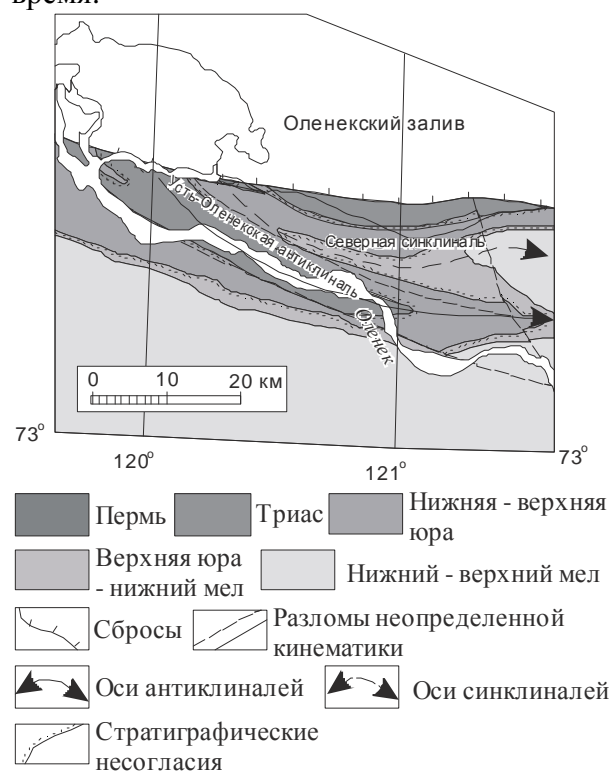 время.
Оленекский залив
Усть-Оленекская антиклиналь
Северная синклиналь
Оленек
0 10 20 км
73° 73°
120° 121°
Пермь Триас Нижняя - верхняя
юра
Верхняя юра
- нижний мел Нижний - верхний мел
Сбросы Разломы неопределенной
кинематики
Оси антиклиналей Оси синклиналей
Стратиграфические
несогласия